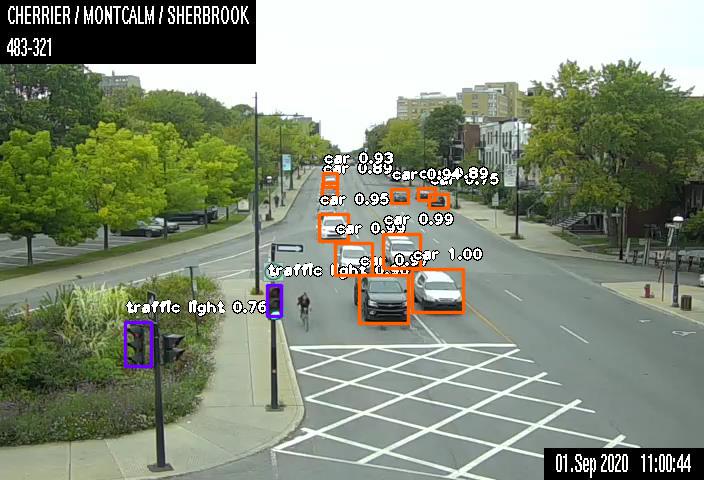 CHERRIER / MONTCALM / SHERBROOK
483-321
car 0.93
car 0.89
car 0.95
car 0.99
car 0.99
car 1.00
traffic light
traffic light 0.76
01.Sep 2020 11:00:44